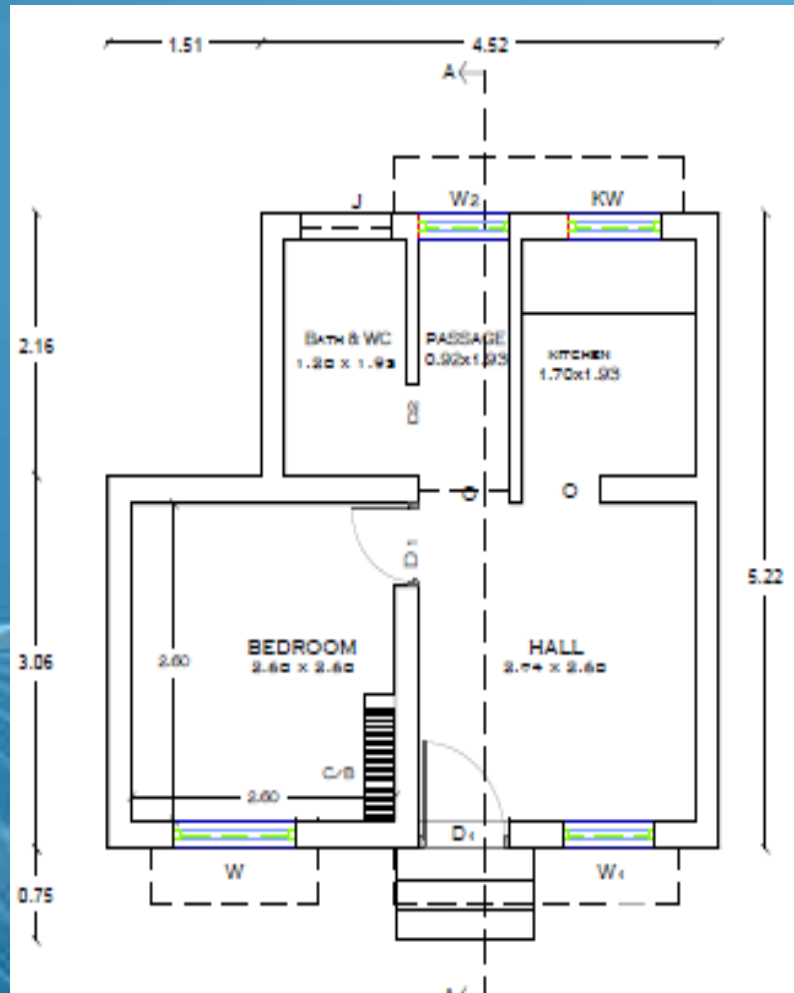 1.51
4.52
A
J
W2
KW
2.16
BATH & WC
1.20 x 1.93
PASSAGE
0.92x1.93
KITCHEN
1.70x1.93
D2
O
O
D1
5.22
3.06
2.60
BEDROOM
2.60 x 2.60
HALL
x 2.60
C/B
2.60
D1
W
W1
0.75
A